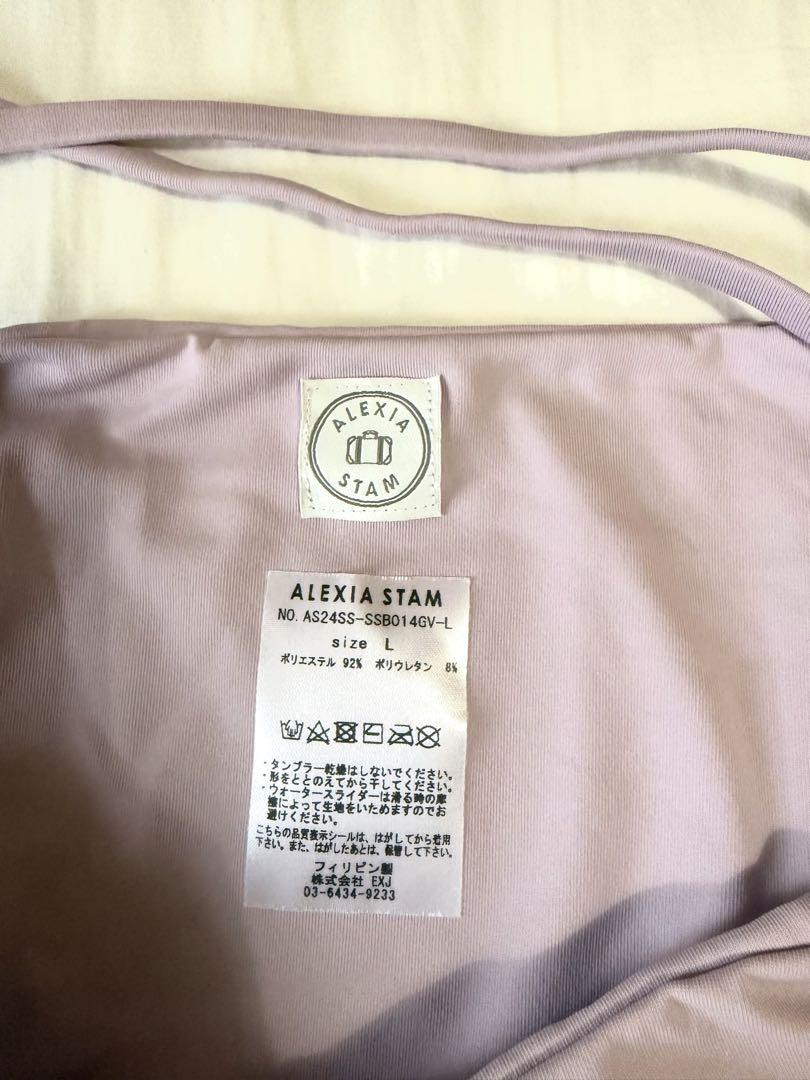 ALEXIA
STAM
ALEXIA STAM
NO. AS24SS-SSB014GV-L
size L
ポリエステル 92% ポリウレタン 8%
・タンブラー乾燥はしないでください。
・形をととのえてから干してください。
・ウォータースライダーは滑る時の摩
擦によって生地をいためますのでお
避けください。
こちらの品質表示シールは、はがしてから着用
下さい。また、はがしたあとは、保管して下さい。
フィリピン製
株式会社 EXJ
03-6434-9233